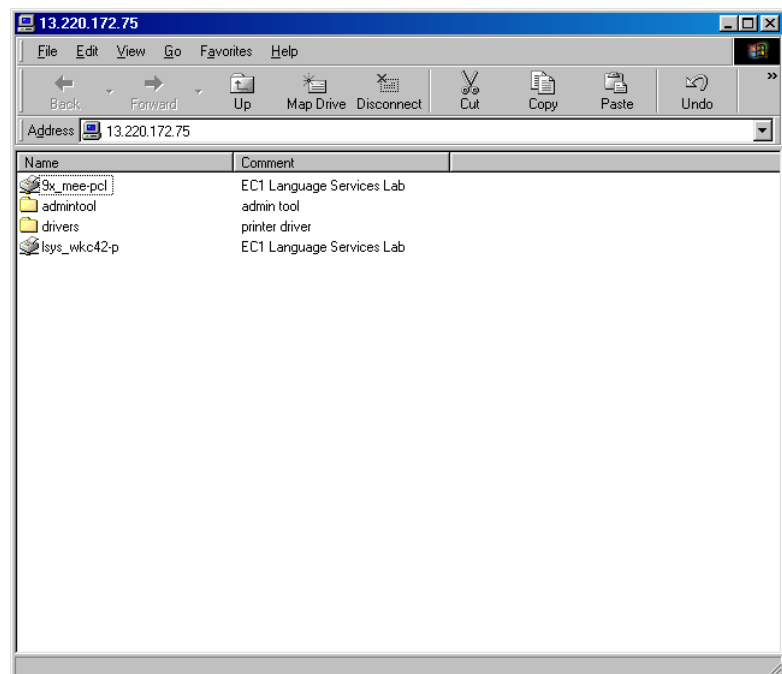 13.220.172.75
File Edit View Go Favorites Help
Back Forward Up Map Drive Disconnect Cut Copy Paste Undo »
Address 13.220.172.75
Name Comment
9x_mee-pcl EC1 Language Services Lab
admintool admin tool
drivers printer driver
lsys_wkc42-p EC1 Language Services Lab